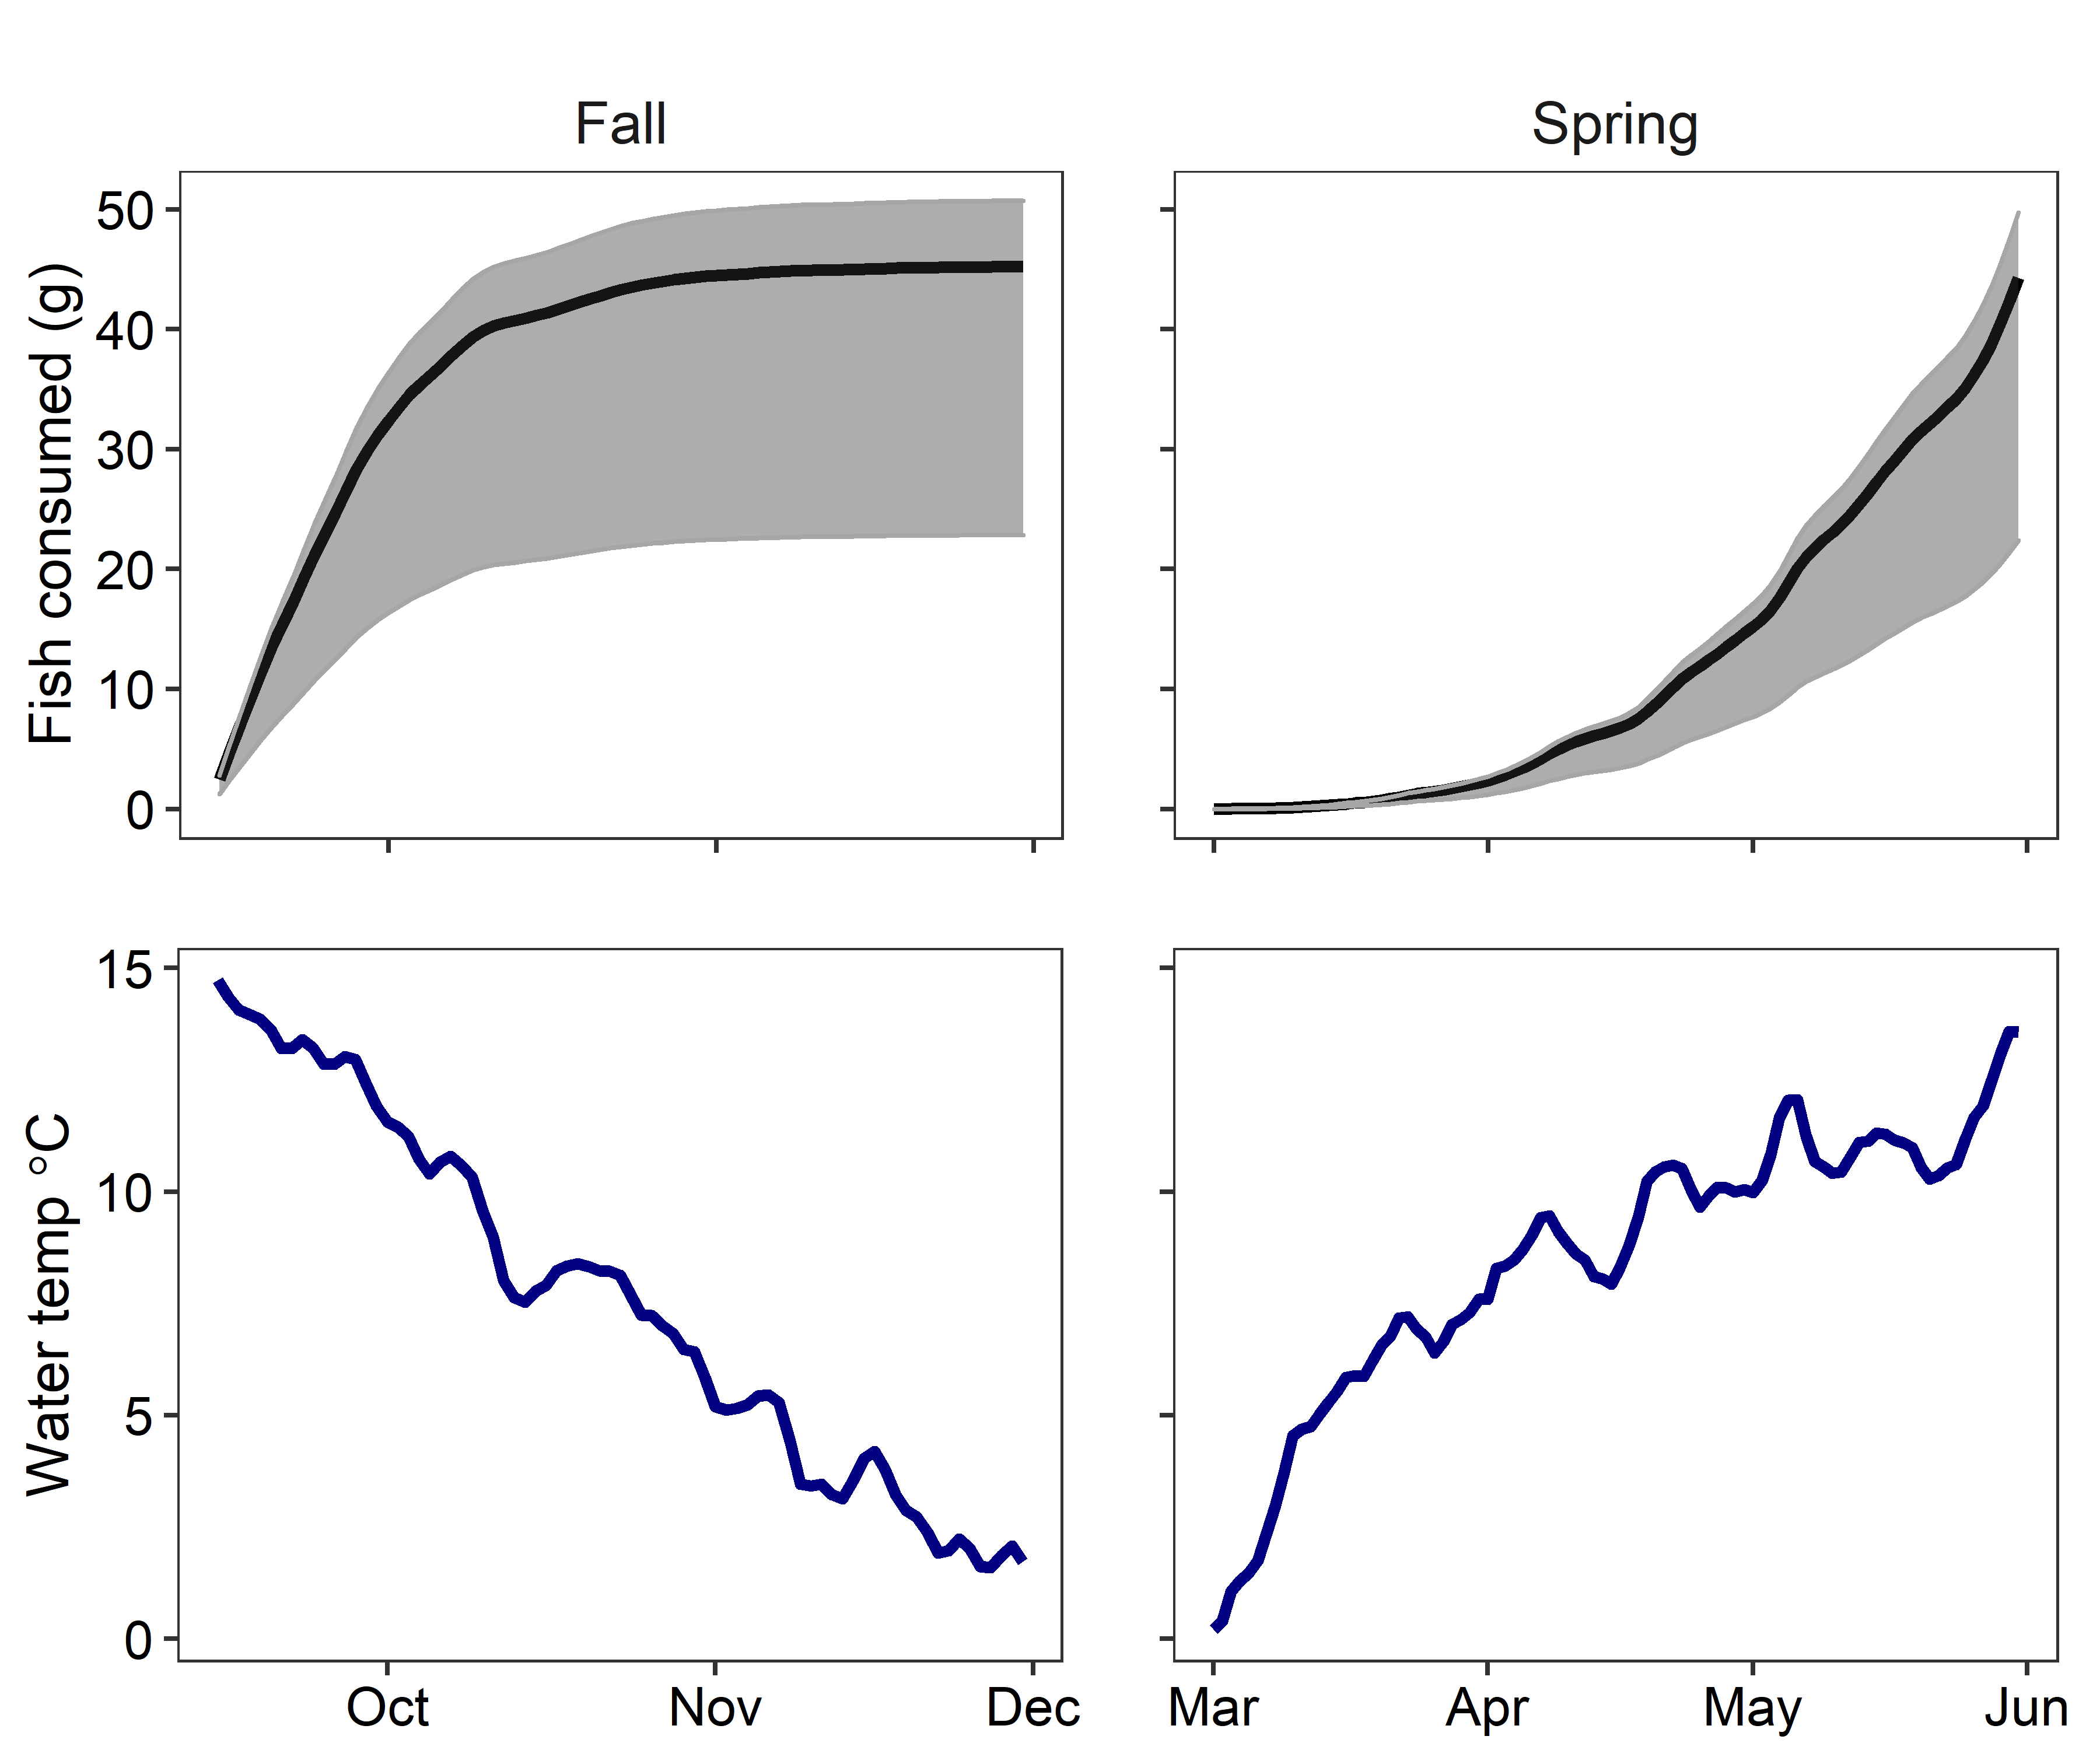 Fall
Spring
Fish consumed (g)
50
40
30
20
10
0
Water temp °C
15
10
5
0
Oct
Nov
Dec
Mar
Apr
May
Jun